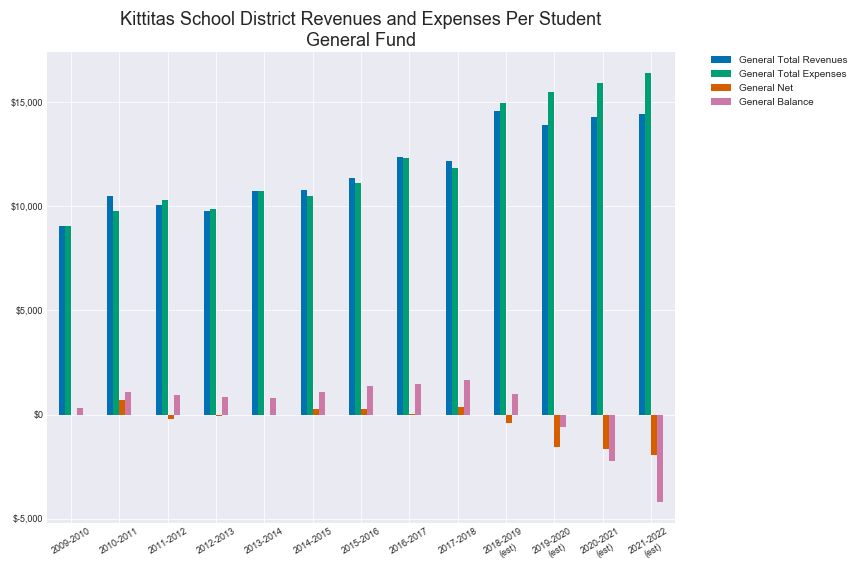 Kittitas School District Revenues and Expenses Per Student
General Fund
General Total Revenues
General Total Expenses
General Net
General Balance
$15,000
$10,000
$5,000
$0
$-5,000
2009-2010
2010-2011
2011-2012
2012-2013
2013-2014
2014-2015
2015-2016
2016-2017
2017-2018
2018-2019
(est)
2019-2020
(est)
2020-2021
(est)
2021-2022
(est)